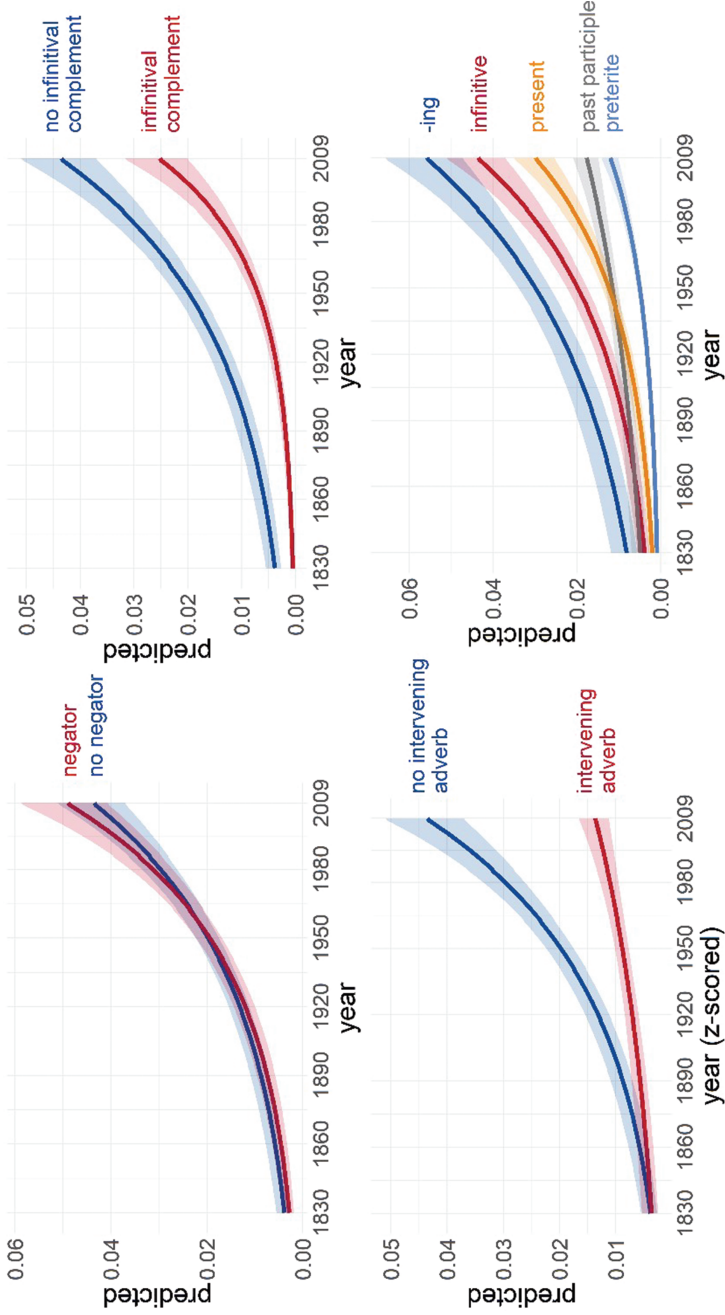 0.06
0.04
0.02
0.00
predicted
negator
no negator
1830 1860 1890 1920 1950 1980 2009
year
0.05
0.04
0.03
0.02
0.01
0.00
predicted
no infinitival
complement
infinitival
complement
1830 1860 1890 1920 1950 1980 2009
year
0.05
0.04
0.03
0.02
0.01
predicted
no intervening
adverb
intervening
adverb
1830 1860 1890 1920 1950 1980 2009
year (z-scored)
0.06
0.04
0.02
0.00
predicted
-ing
infinitive
present
past participle
preterite
1830 1860 1890 1920 1950 1980 2009